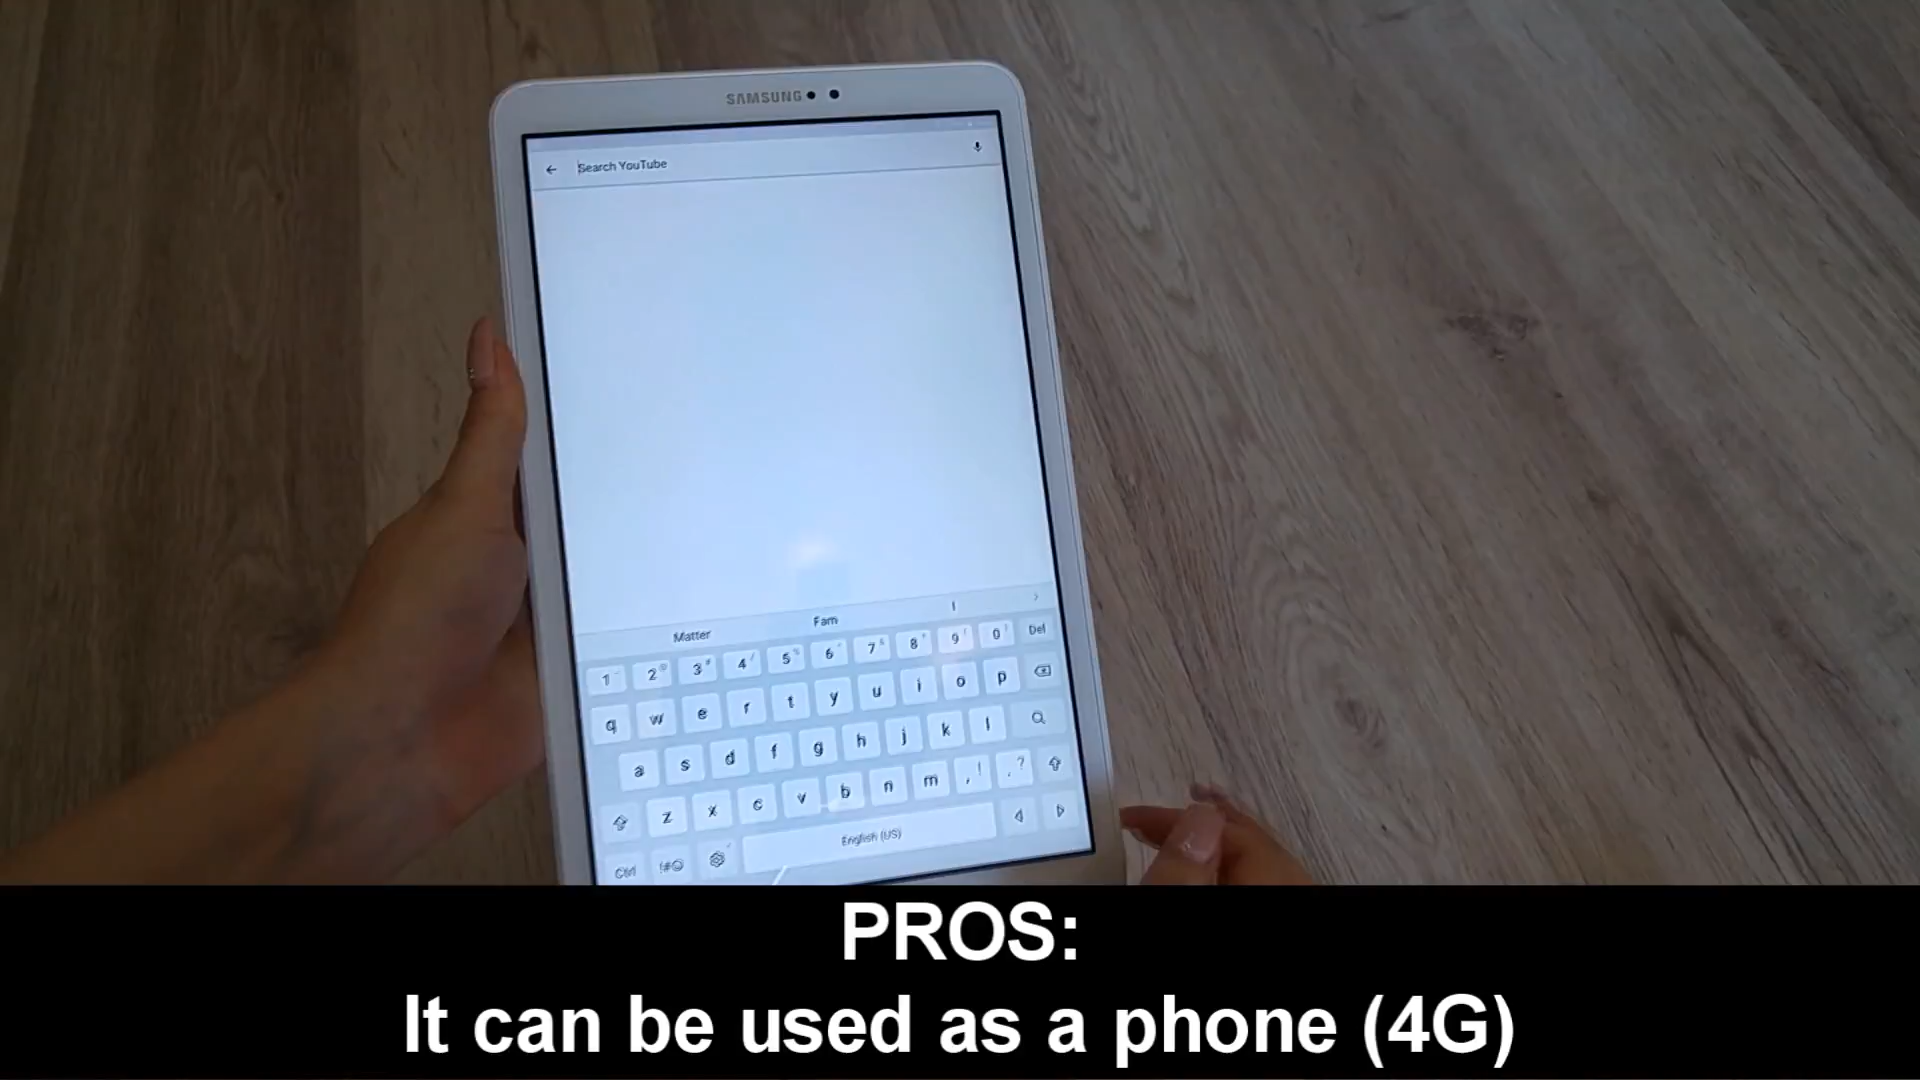 SAMSUNG
Search YouTube
Matter Fam I
1 2 3 4 5 6 7 8 9 0 Del
q w e r t y u i o p
a s d f g h j k l
z x c v b n m , ! . ?
Ctrl !#☺ English (US)
PROS:
It can be used as a phone (4G)